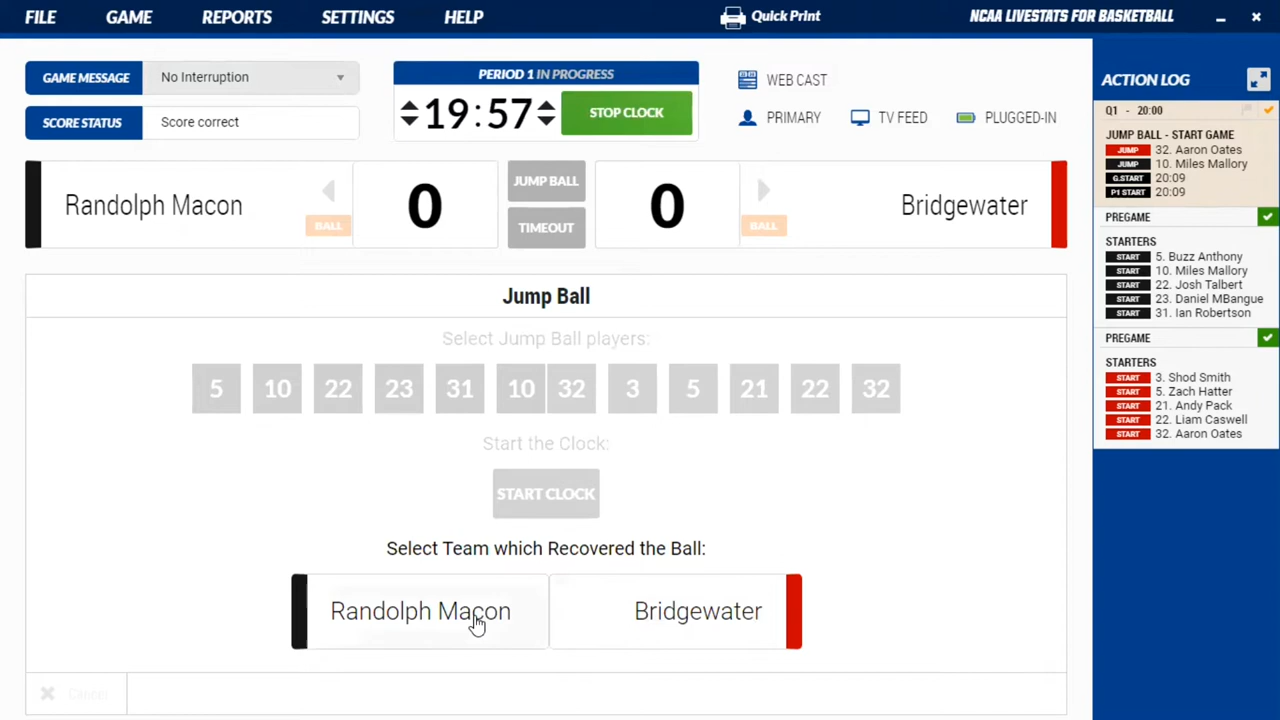 FILE GAME REPORTS SETTINGS HELP Quick Print NCAA LIVESTATS FOR BASKETBALL
GAME MESSAGE No Interruption
SCORE STATUS Score correct
PERIOD 1 IN PROGRESS
19:57 STOP CLOCK
WEB CAST
PRIMARY TV FEED PLUGGED-IN
Randolph Macon BALL 0 JUMP BALL TIMEOUT 0 BALL Bridgewater
Jump Ball
Select Jump Ball players:
5 10 22 23 31 10 32 3 5 21 22 32
Start the Clock:
START CLOCK
Select Team which Recovered the Ball:
Randolph Macon Bridgewater
Cancel
ACTION LOG
Q1 - 20:00
JUMP BALL - START GAME
JUMP 32. Aaron Oates
JUMP 10. Miles Mallory
G.START 20:09
P1 START 20:09
PREGAME
STARTERS
START 5. Buzz Anthony
START 10. Miles Mallory
START 22. Josh Talbert
START 23. Daniel MBangue
START 31. Ian Robertson
PREGAME
STARTERS
START 3. Shod Smith
START 5. Zach Hatter
START 21. Andy Pack
START 22. Liam Caswell
START 32. Aaron Oates